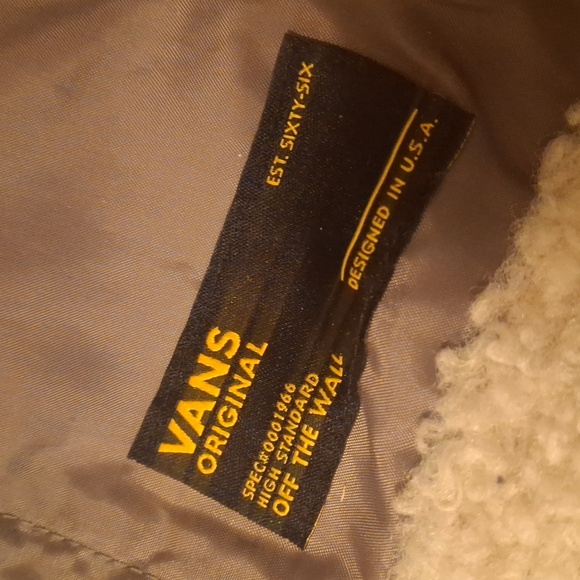 VANS
ORIGINAL
EST. SIXTY-SIX
SPEC#0001966
HIGH STANDARD
OFF THE WALL
DESIGNED IN U.S.A.